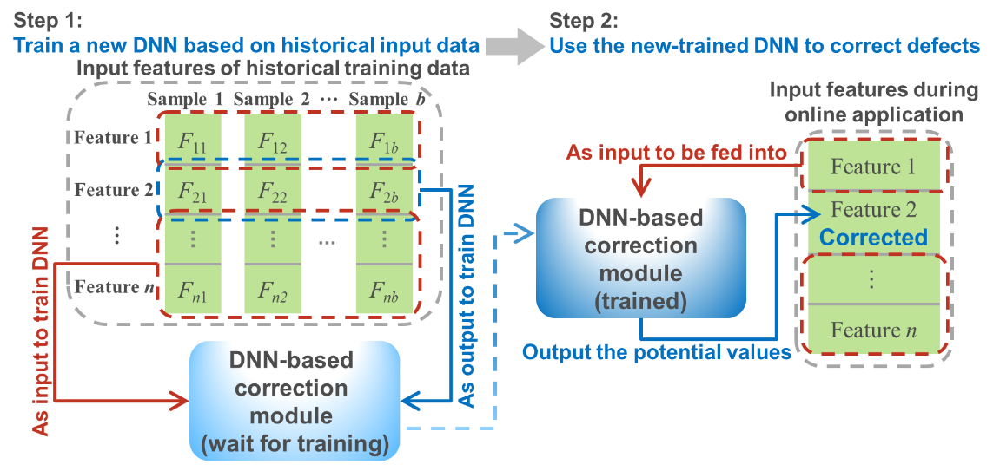 Step 1:
Train a new DNN based on historical input data
Input features of historical training data
Sample 1 Sample 2 ··· Sample b
Feature 1 F11 F12 F1b
Feature 2 F21 F22 F2b
⋮ ⋮ ⋮ ··· ⋮
Feature n Fn1 Fn2 Fnb
As input to train DNN
As output to train DNN
DNN-based
correction
module
(wait for training)
Step 2:
Use the new-trained DNN to correct defects
Input features during
online application
As input to be fed into
Feature 1
Feature 2
Corrected
⋮
Feature n
DNN-based
correction
module
(trained)
Output the potential values